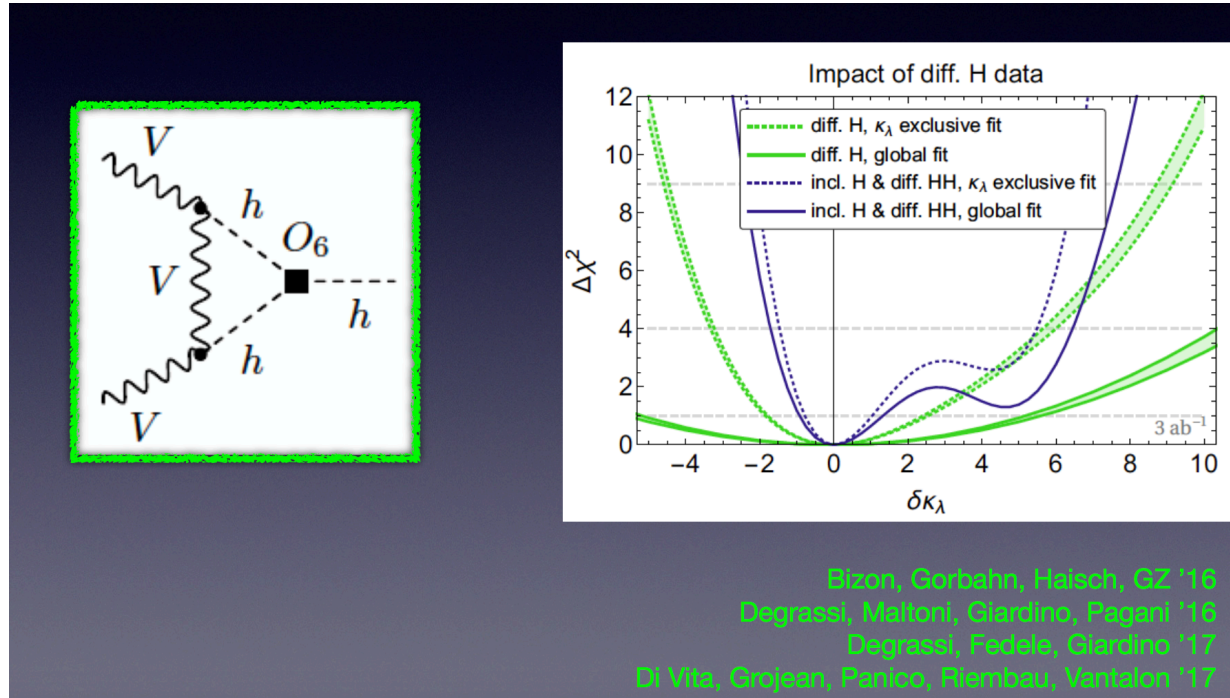 V
h
O₆
V
h
h
V
Impact of diff. H data
12
10
8
6
4
2
0
Δχ²
diff. H, κλ exclusive fit
diff. H, global fit
incl. H & diff. HH, κλ exclusive fit
incl. H & diff. HH, global fit
3 ab⁻¹
−4 −2 0 2 4 6 8 10
δκλ
Bizon, Gorbahn, Haisch, GZ ’16
Degrassi, Maltoni, Giardino, Pagani ’16
Degrassi, Fedele, Giardino ’17
Di Vita, Grojean, Panico, Riembau, Vantalon ’17